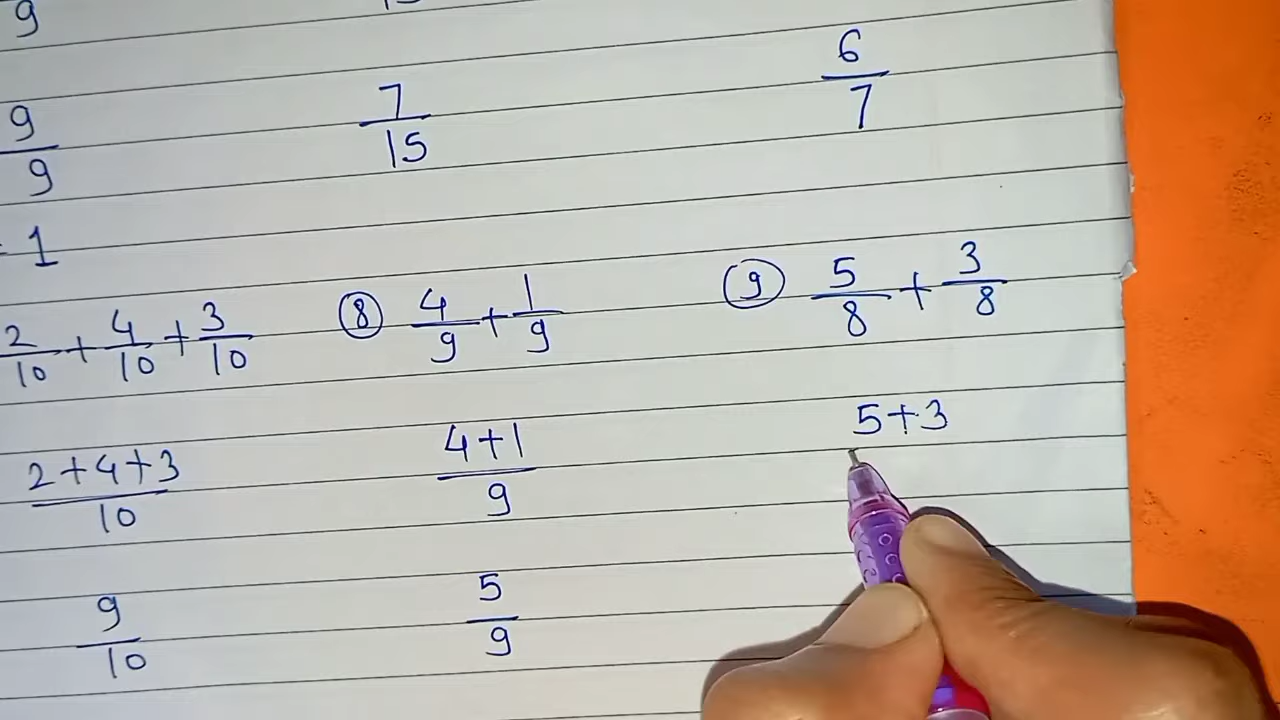 9
9/9 7/15 6/7
1
2/10 + 4/10 + 3/10 ⑧ 4/9 + 1/9 ⑨ 5/8 + 3/8
2+4+3/10 4+1/9 5+3
9/10 5/9